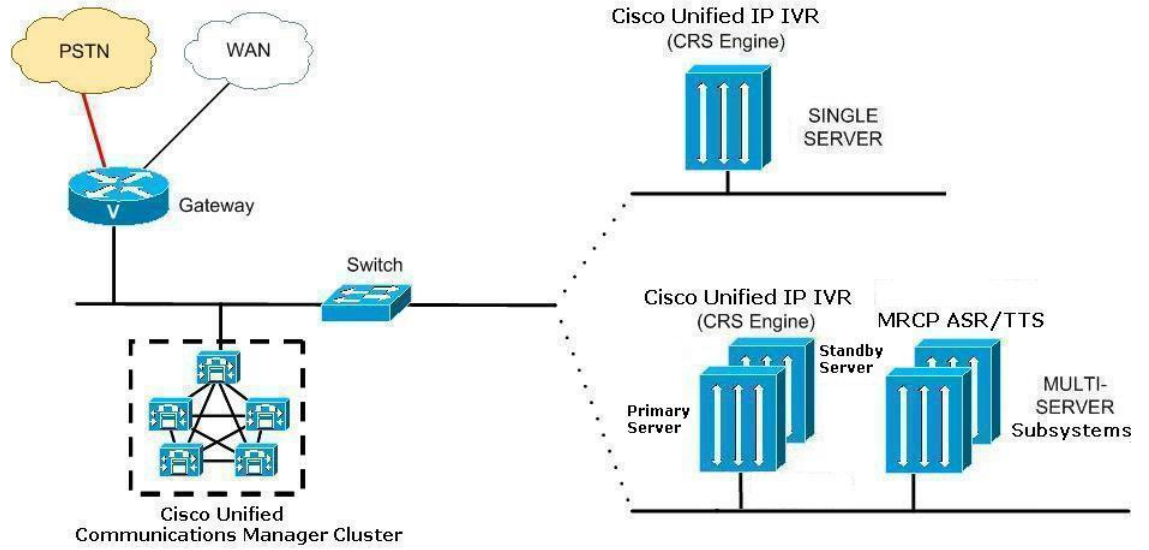 Cisco Unified IP IVR
(CRS Engine)
PSTN
WAN
SINGLE
SERVER
V
Gateway
Switch
Cisco Unified IP IVR
(CRS Engine)
MRCP ASR/TTS
Standby
Server
Primary
Server
MULTI-
SERVER
Subsystems
Cisco Unified
Communications Manager Cluster